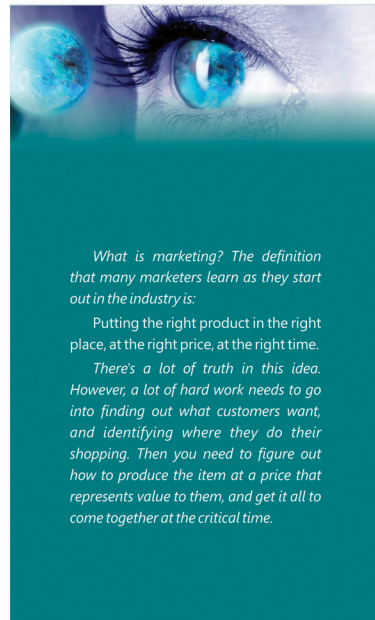 What is marketing? The definition
that many marketers learn as they start
out in the industry is:
Putting the right product in the right
place, at the right price, at the right time.
There's a lot of truth in this idea.
However, a lot of hard work needs to go
into finding out what customers want,
and identifying where they do their
shopping. Then you need to figure out
how to produce the item at a price that
represents value to them, and get it all to
come together at the critical time.